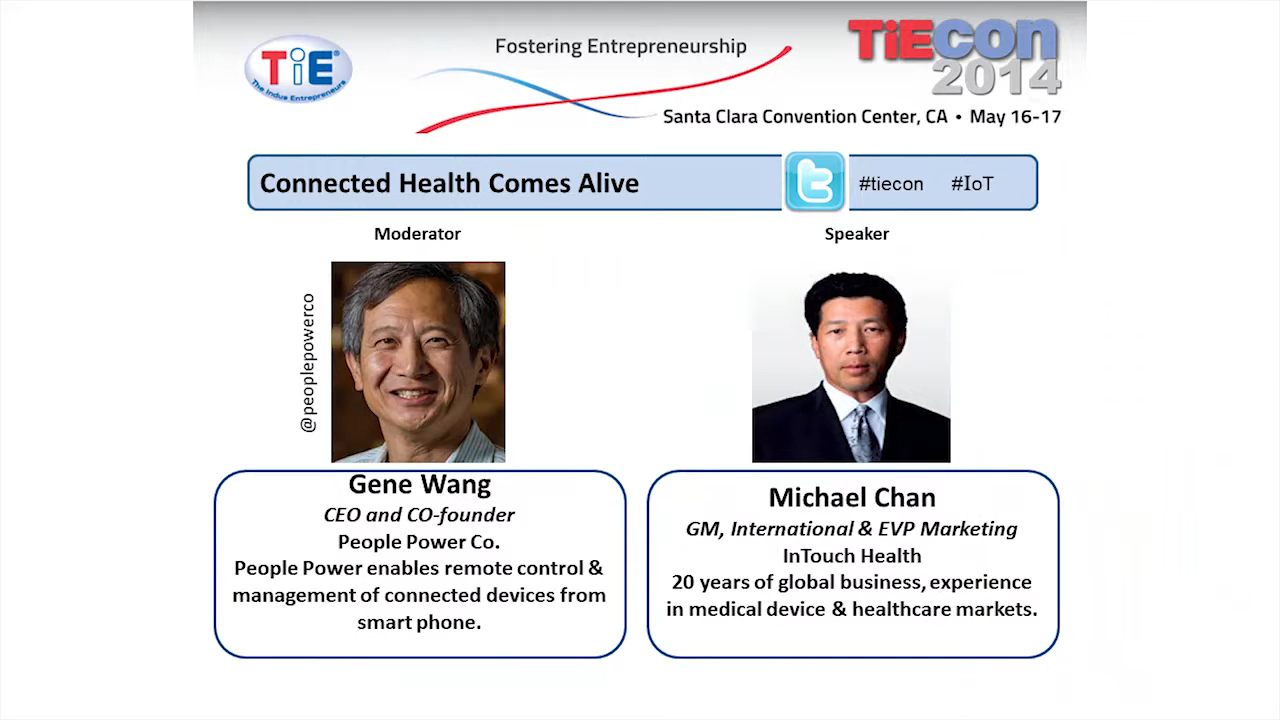 TiE®
The Indus Entrepreneurs
Fostering Entrepreneurship
TiECON
2014
Santa Clara Convention Center, CA • May 16-17
Connected Health Comes Alive
#tiecon #IoT
Moderator
Speaker
@peoplepowerco
Gene Wang
CEO and CO-founder
People Power Co.
People Power enables remote control &
management of connected devices from
smart phone.
Michael Chan
GM, International & EVP Marketing
InTouch Health
20 years of global business, experience
in medical device & healthcare markets.